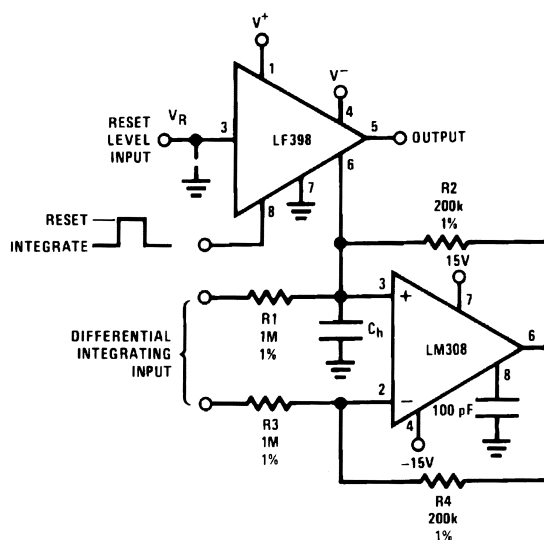 V+
1
V−
4
RESET
LEVEL
INPUT
VR
3
LF398
5
OUTPUT
6
7
8
RESET
INTEGRATE
R2
200k
1%
15V
7
3
+
R1
1M
1%
Ch
DIFFERENTIAL
INTEGRATING
INPUT
LM308
6
8
2
−
100 pF
4
−15V
R3
1M
1%
R4
200k
1%